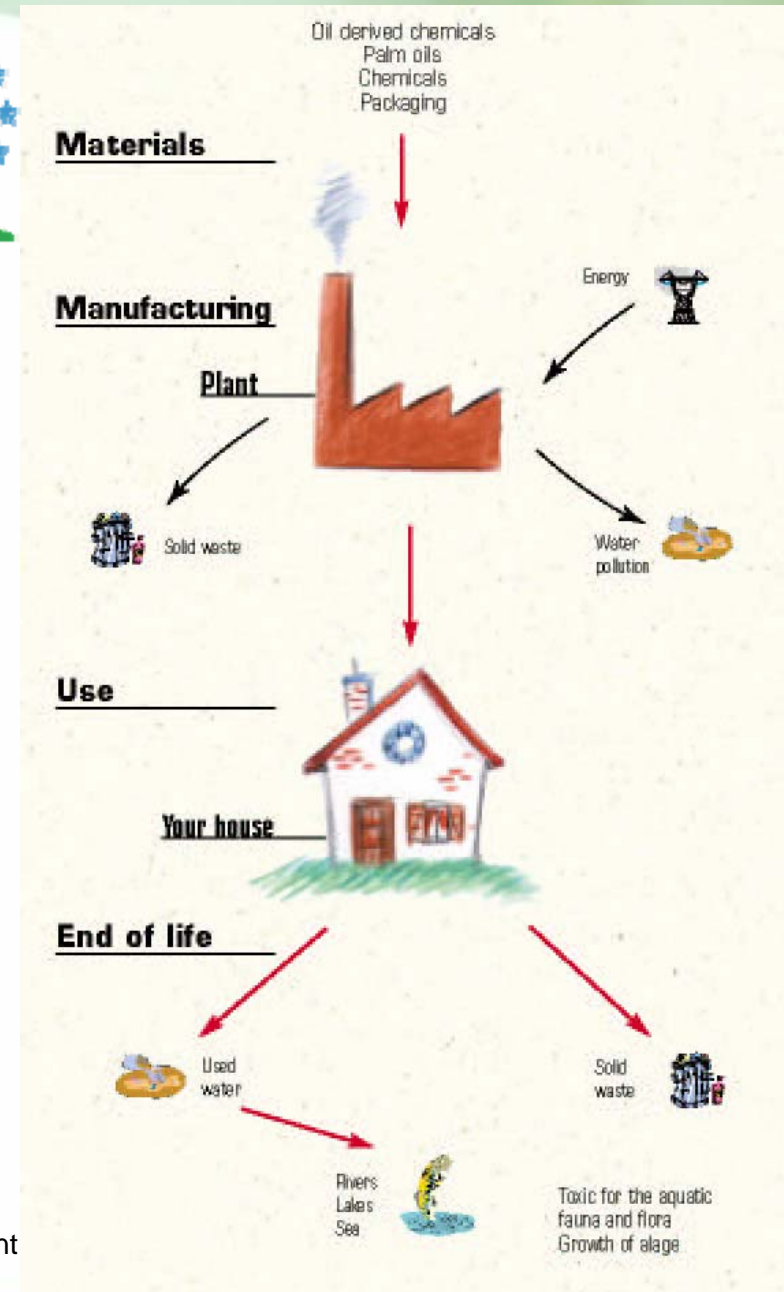 Oil derived chemicals
Palm oils
Chemicals
Packaging
Materials
Manufacturing
Energy
Plant
Solid waste
Water
pollution
Use
Your house
End of life
Used
water
Solid
waste
Rivers
Lakes
Sea
Toxic for the aquatic
fauna and flora
Growth of alage
nt